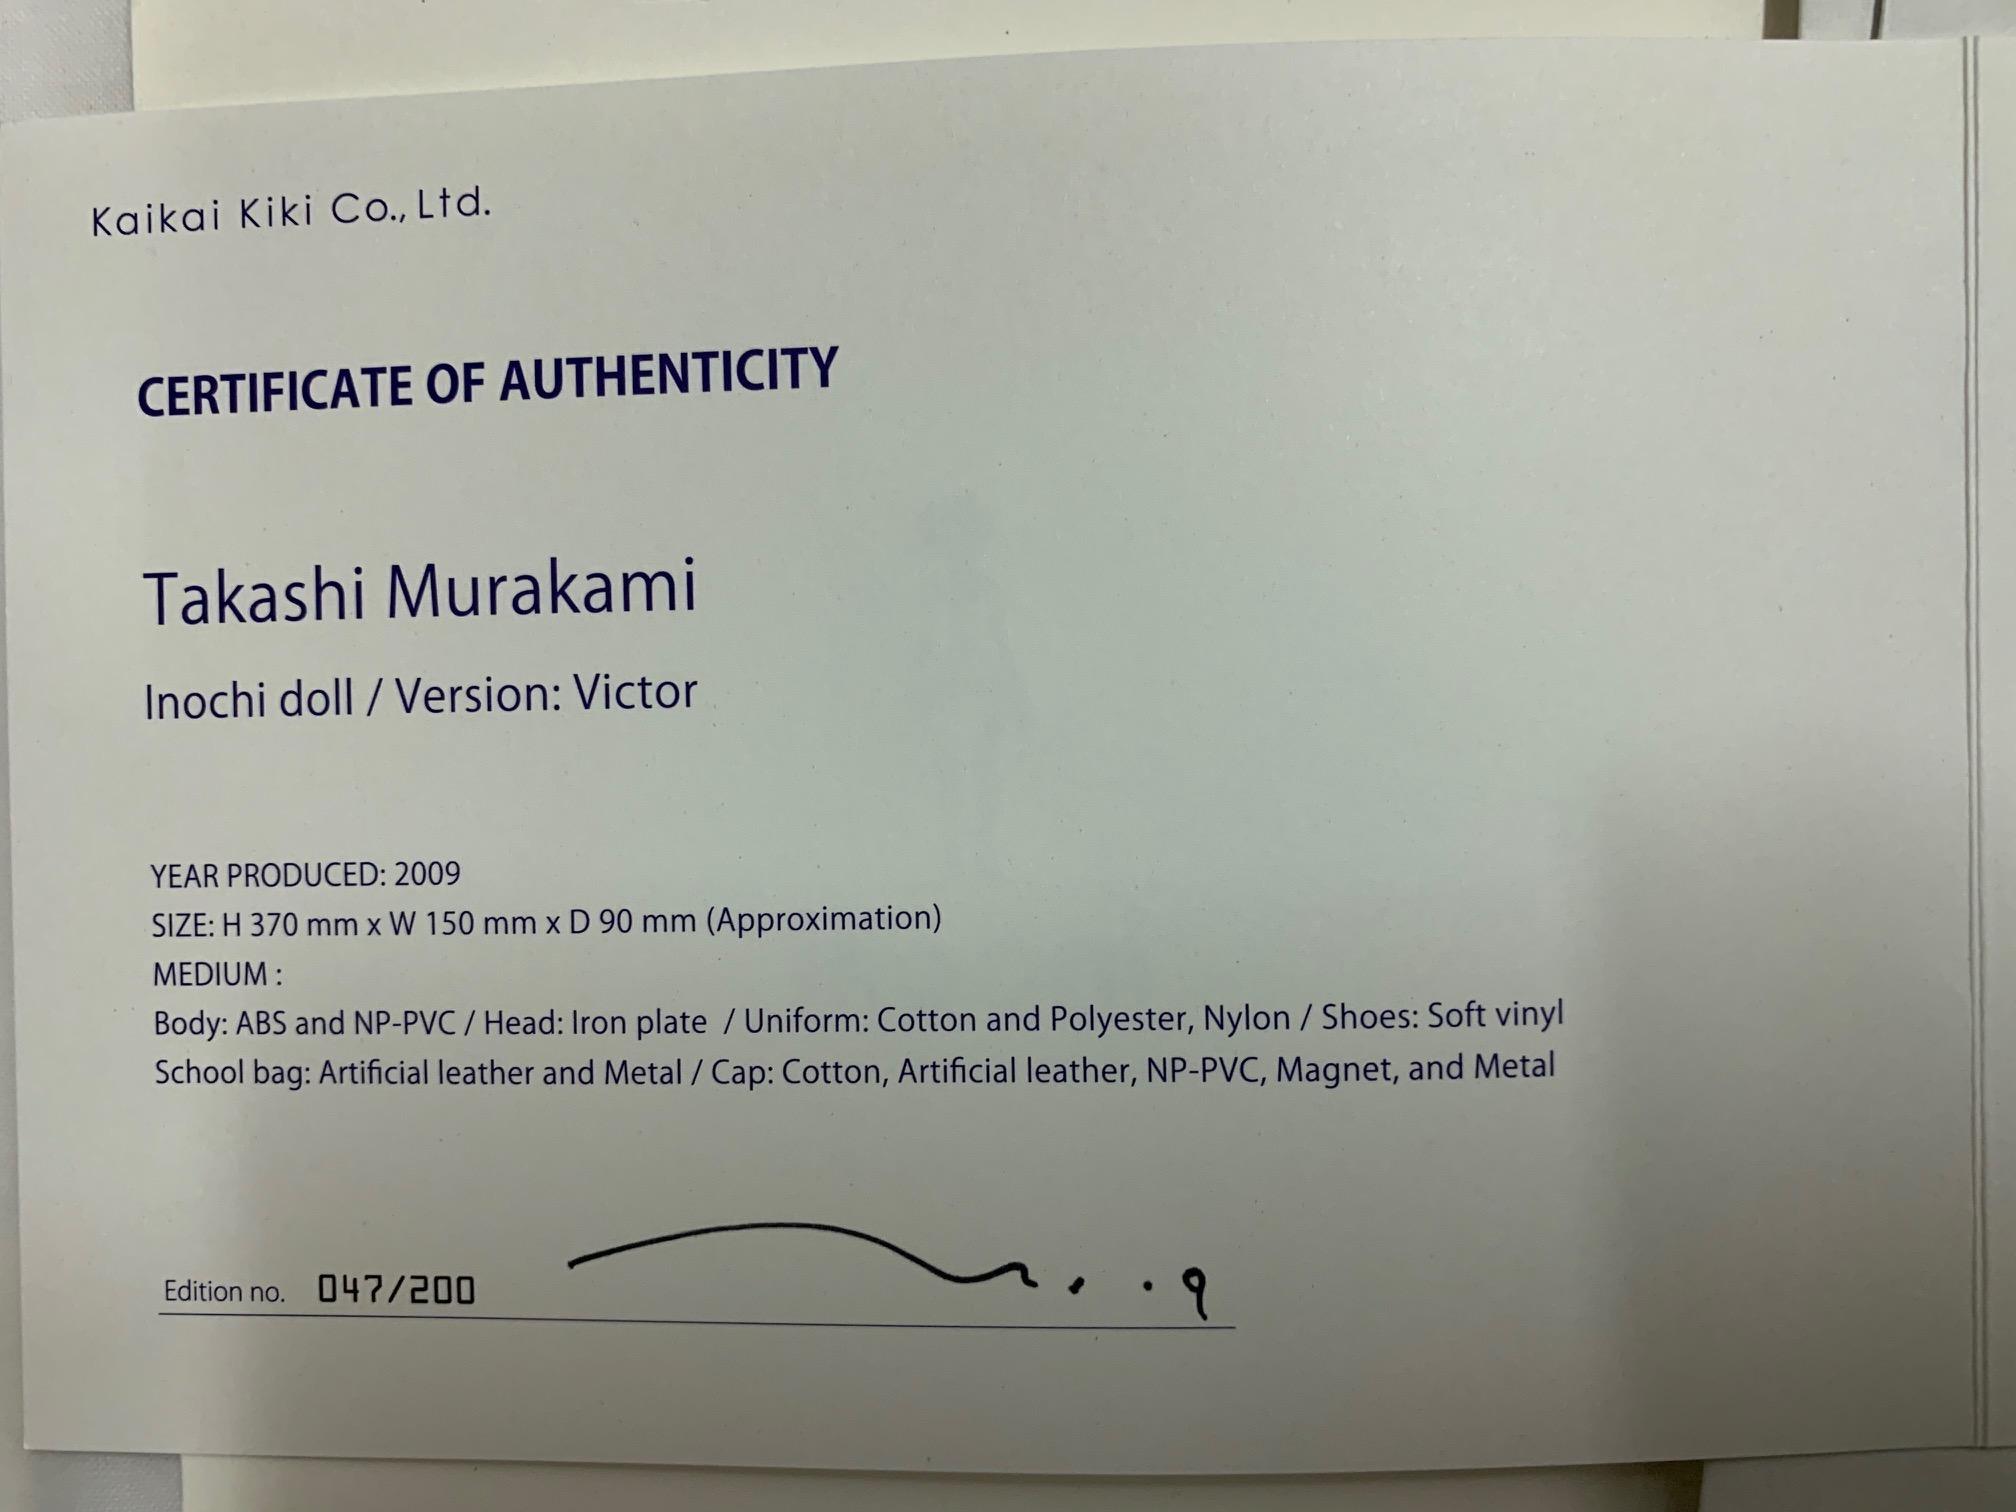 Kaikai Kiki Co., Ltd.
CERTIFICATE OF AUTHENTICITY
Takashi Murakami
Inochi doll / Version: Victor
YEAR PRODUCED: 2009
SIZE: H 370 mm x W 150 mm x D 90 mm (Approximation)
MEDIUM :
Body: ABS and NP-PVC / Head: Iron plate / Uniform: Cotton and Polyester, Nylon / Shoes: Soft vinyl
School bag: Artificial leather and Metal / Cap: Cotton, Artificial leather, NP-PVC, Magnet, and Metal
Edition no. 047/200